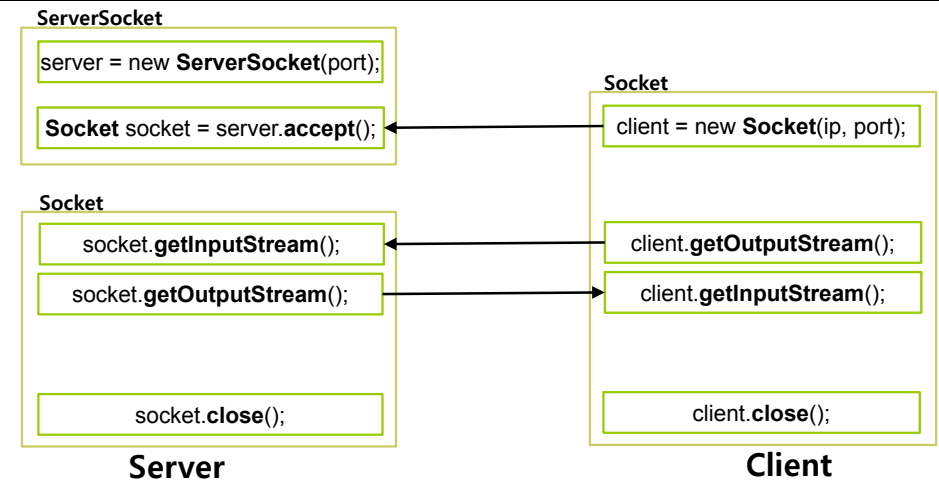 ServerSocket
server = new ServerSocket(port);
Socket socket = server.accept();
Socket
socket.getInputStream();
socket.getOutputStream();
socket.close();
Server
Socket
client = new Socket(ip, port);
client.getOutputStream();
client.getInputStream();
client.close();
Client